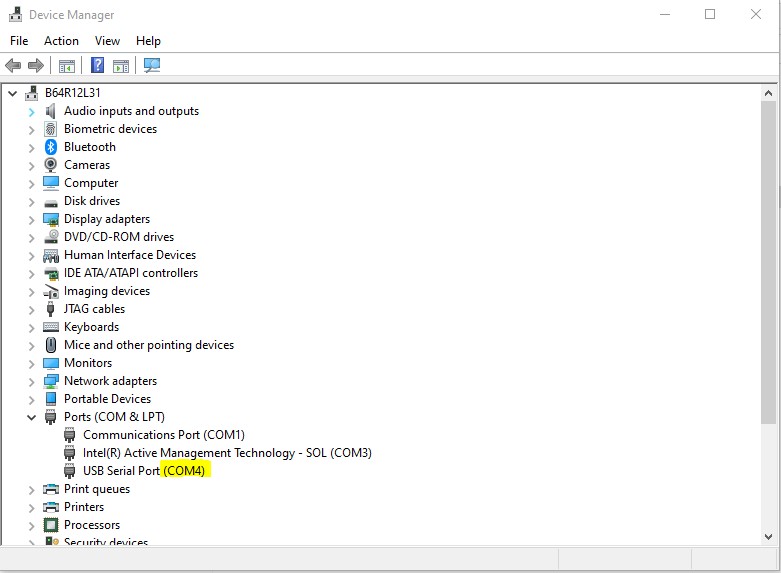 Device Manager
File Action View Help
B64R12L31
Audio inputs and outputs
Biometric devices
Bluetooth
Cameras
Computer
Disk drives
Display adapters
DVD/CD-ROM drives
Human Interface Devices
IDE ATA/ATAPI controllers
Imaging devices
JTAG cables
Keyboards
Mice and other pointing devices
Monitors
Network adapters
Portable Devices
Ports (COM & LPT)
Communications Port (COM1)
Intel(R) Active Management Technology - SOL (COM3)
USB Serial Port (COM4)
Print queues
Printers
Processors
Security devices